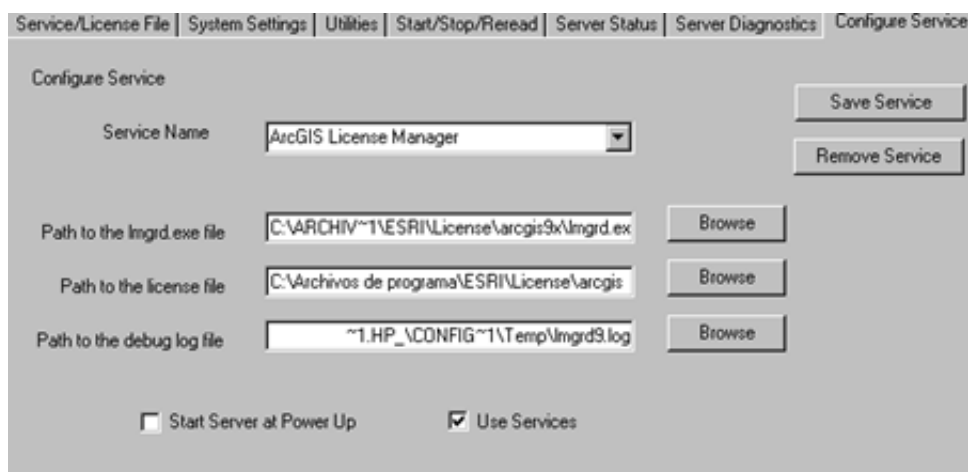 Service/License File System Settings Utilities Start/Stop/Reread Server Status Server Diagnostics Configure Service
Configure Service
Save Service
Service Name ArcGIS License Manager
Remove Service
Path to the lmgrd.exe file C:\ARCHIV~1\ESRI\License\arcgis9x\lmgrd.ex Browse
Path to the license file C:\Archivos de programa\ESRI\License\arcgis Browse
Path to the debug log file ~1.HP_\CONFIG~1\Temp\lmgrd9.log Browse
Start Server at Power Up Use Services